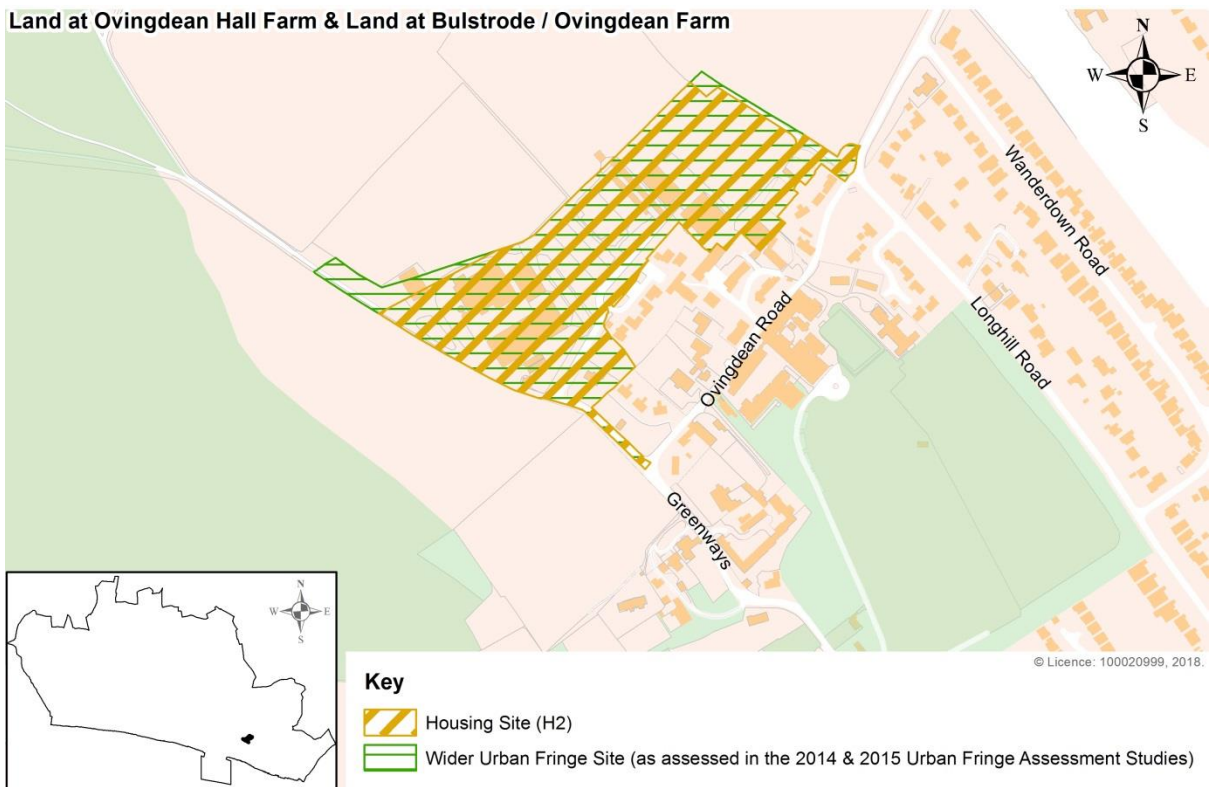 Land at Ovingdean Hall Farm & Land at Bulstrode / Ovingdean Farm
N
W E
S
Wanderdown Road
Longhill Road
Ovingdean Road
Greenways
N
W E
S
© Licence: 100020999, 2018.
Key
Housing Site (H2)
Wider Urban Fringe Site (as assessed in the 2014 & 2015 Urban Fringe Assessment Studies)